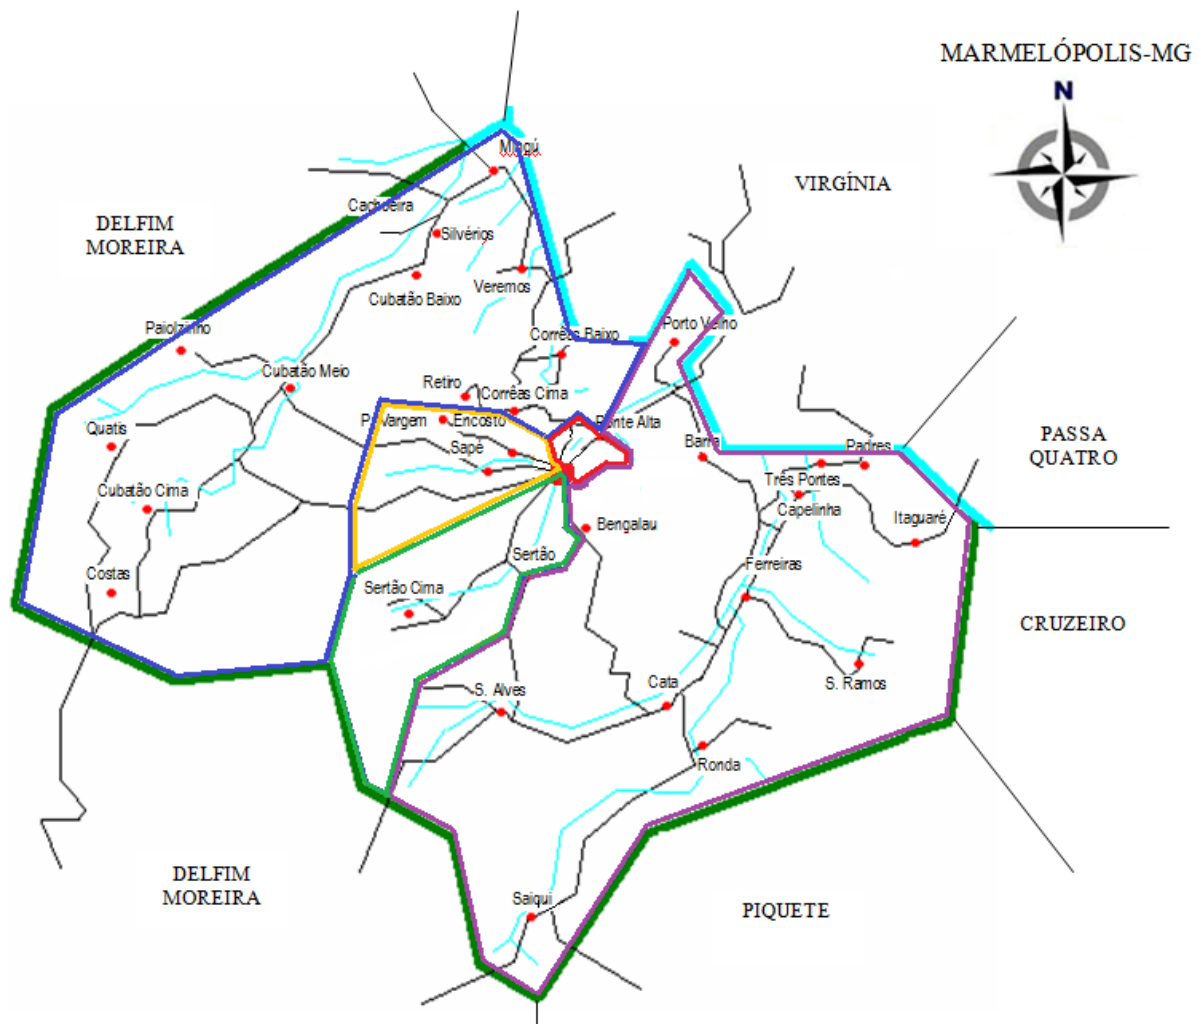 MARMELÓPOLIS-MG
N
Mingú
VIRGÍNIA
Cachoeira
DELFIM
MOREIRA
Silvérios
Veremos
Cubatão Baixo
Porto Velho
Paiolzinho
Corrêas Baixo
Cubatão Meio
Retiro
Corrêas Cima
P. Vargem
Encosto
Ponte Alta
Quatis
Sapé
Barra
Padres
PASSA
QUATRO
Três Pontes
Cubatão Cima
Capelinha
Itaguaré
Bengalau
Sertão
Costas
Sertão Cima
Ferreiras
CRUZEIRO
S. Alves
Cata
S. Ramos
Ronda
DELFIM
MOREIRA
Saiqui
PIQUETE